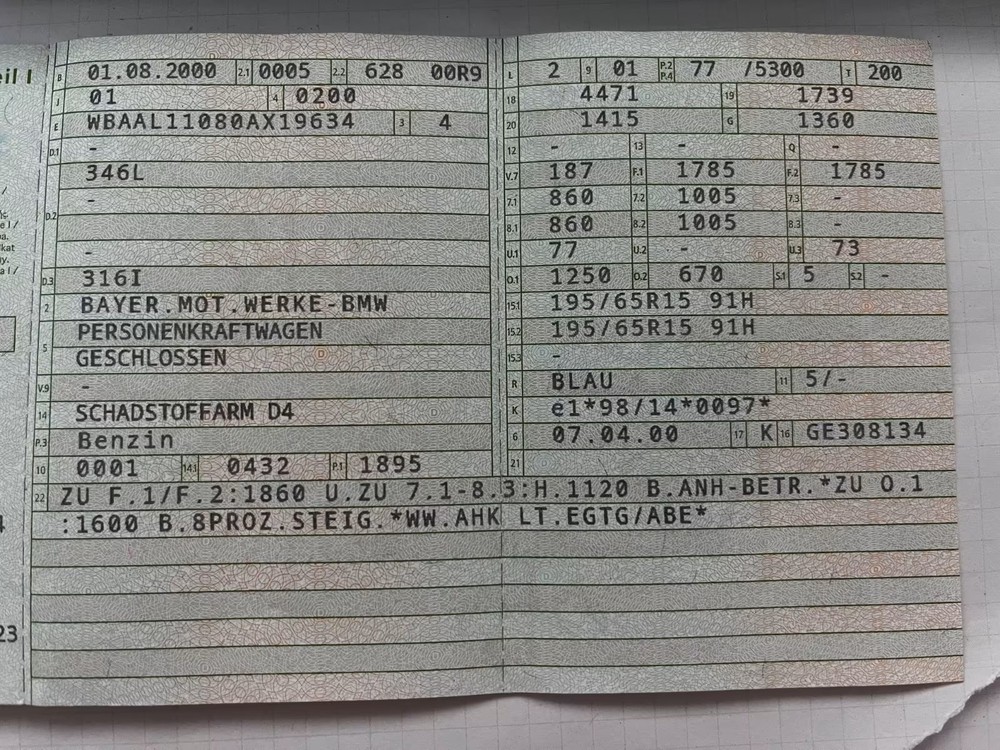 eil I
B 01.08.2000 2.1 0005 2.2 628 00R9
J 01 4 0200
E WBAAL11080AX19634 3 4
D.1 -
346L
D.2 -
-
D.3 316I
2 BAYER.MOT.WERKE-BMW
5 PERSONENKRAFTWAGEN
GESCHLOSSEN
V.9 -
14 SCHADSTOFFARM D4
P.3 Benzin
10 0001 14.1 0432 P.1 1895
L 2 9 01 P.2 P.4 77 /5300 T 200
18 4471 19 1739
20 1415 G 1360
12 - 13 - Q -
V.7 187 F.1 1785 F.2 1785
7.1 860 7.2 1005 7.3 -
8.1 860 8.2 1005 8.3 -
U.1 77 U.2 - U.3 73
O.1 1250 O.2 670 S.1 5 S.2 -
15.1 195/65R15 91H
15.2 195/65R15 91H
15.3 -
R BLAU 11 5/-
K e1*98/14*0097*
6 07.04.00 17 K 16 GE308134
21
22 ZU F.1/F.2:1860 U.ZU 7.1-8.3:H.1120 B.ANH-BETR.*ZU O.1
:1600 B.8PROZ.STEIG.*WW.AHK LT.EGTG/ABE*
23